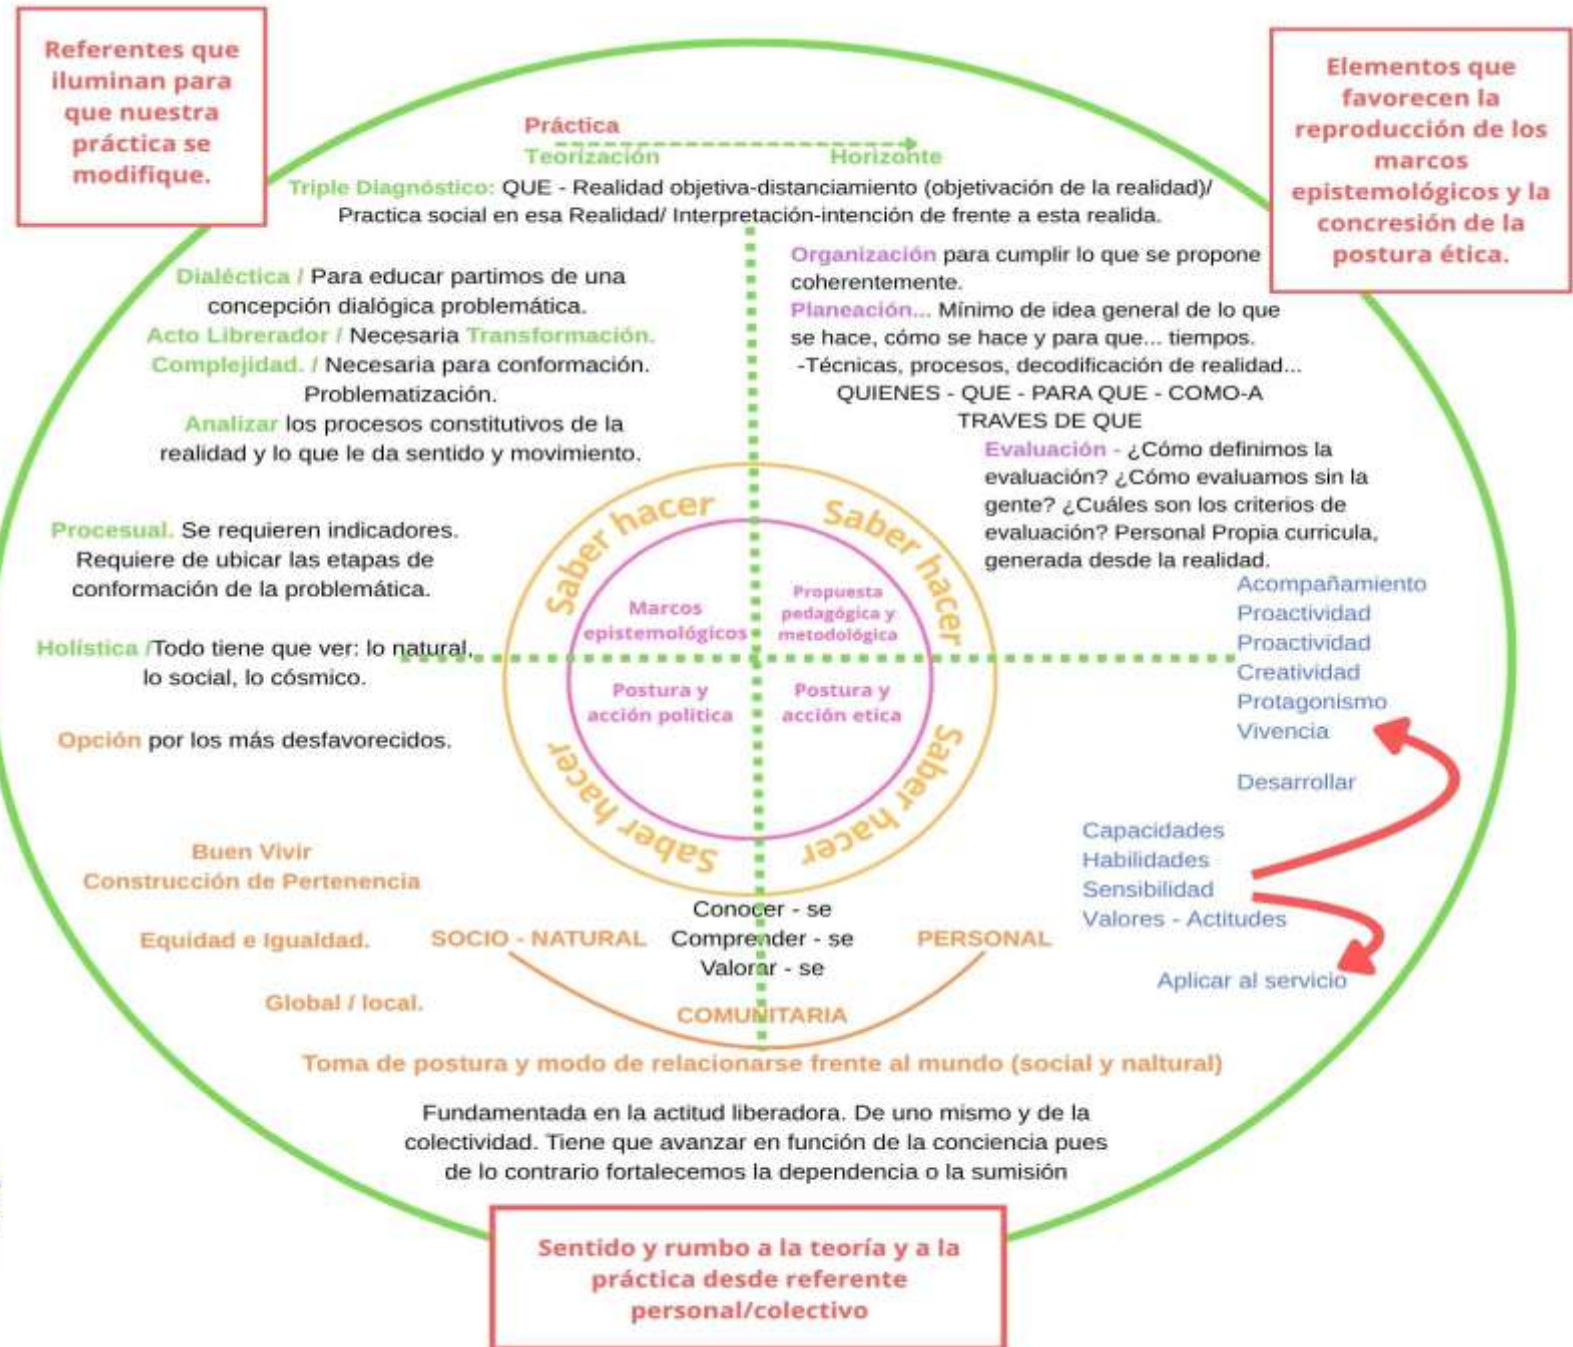 Referentes que
iluminan para
que nuestra
práctica se
modifique.
Elementos que
favorecen la
reproducción de los
marcos
epistemológicos y la
concresión de la
postura ética.
Práctica
Teorización Horizonte
Triple Diagnóstico: QUE - Realidad objetiva-distanciamiento (objetivación de la realidad)/
Practica social en esa Realidad/ Interpretación-intención de frente a esta realida.
Dialéctica / Para educar partimos de una
concepción dialógica problemática.
Acto Librerador / Necesaria Transformación.
Complejidad. / Necesaria para conformación.
Problematización.
Analizar los procesos constitutivos de la
realidad y lo que le da sentido y movimiento.
Procesual. Se requieren indicadores.
Requiere de ubicar las etapas de
conformación de la problemática.
Holística /Todo tiene que ver: lo natural,
lo social, lo cósmico.
Organización para cumplir lo que se propone
coherentemente.
Planeación... Mínimo de idea general de lo que
se hace, cómo se hace y para que... tiempos.
-Técnicas, procesos, decodificación de realidad...
QUIENES - QUE - PARA QUE - COMO-A
TRAVES DE QUE
Evaluación - ¿Cómo definimos la
evaluación? ¿Cómo evaluamos sin la
gente? ¿Cuáles son los criterios de
evaluación? Personal Propia curricula,
generada desde la realidad.
Saber hacer
Saber hacer
Marcos
epistemológicos
Propuesta
pedagógica y
metodológica
Postura y
acción politica
Postura y
acción etica
Saber hacer
Saber hacer
Acompañamiento
Proactividad
Proactividad
Creatividad
Protagonismo
Vivencia
Desarrollar
Capacidades
Habilidades
Sensibilidad
Valores - Actitudes
Aplicar al servicio
Opción por los más desfavorecidos.
Buen Vivir
Construcción de Pertenencia
Equidad e Igualdad.
Global / local.
SOCIO - NATURAL
Conocer - se
Comprender - se
Valorar - se
PERSONAL
COMUNITARIA
Toma de postura y modo de relacionarse frente al mundo (social y naltural)
Fundamentada en la actitud liberadora. De uno mismo y de la
colectividad. Tiene que avanzar en función de la conciencia pues
de lo contrario fortalecemos la dependencia o la sumisión
Sentido y rumbo a la teoría y a la
práctica desde referente
personal/colectivo